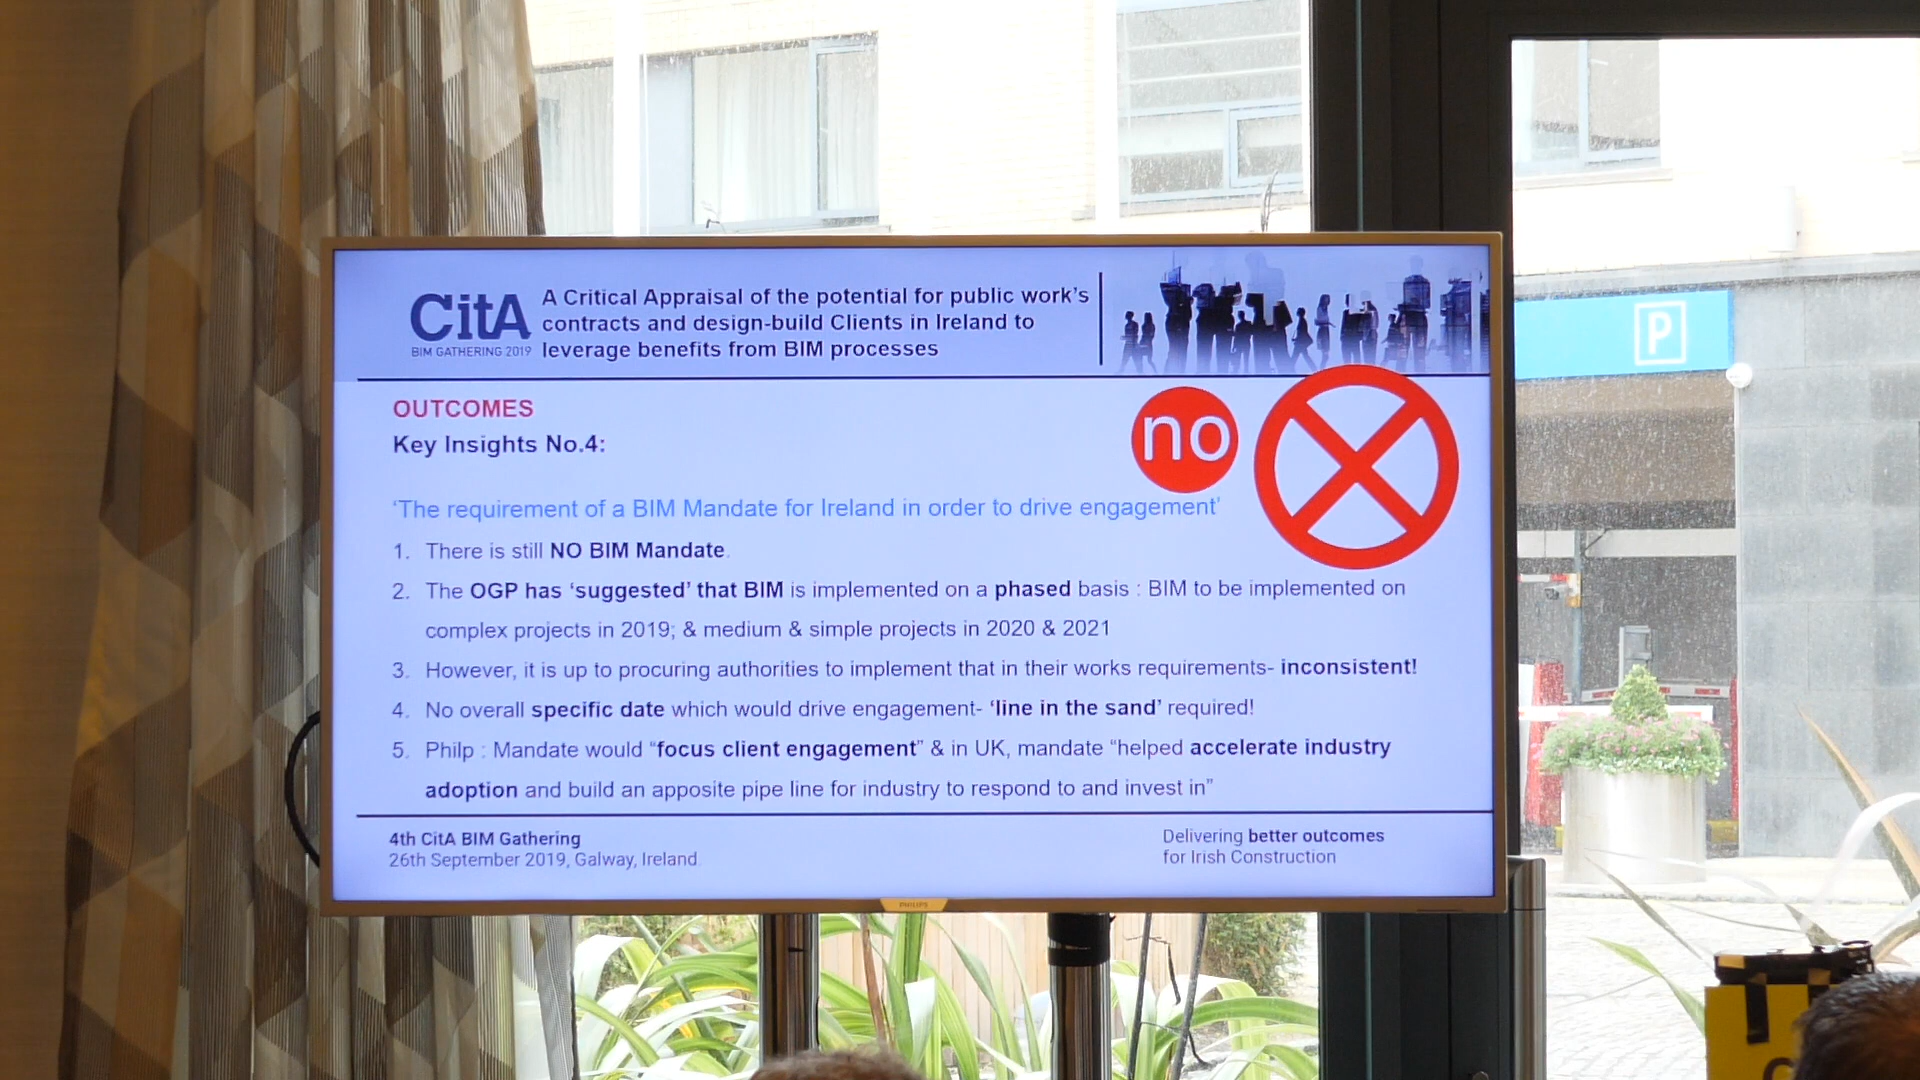 CitA
BIM GATHERING 2019
A Critical Appraisal of the potential for public work's
contracts and design-build Clients in Ireland to
leverage benefits from BIM processes
OUTCOMES
Key Insights No.4:
no
'The requirement of a BIM Mandate for Ireland in order to drive engagement'
1. There is still NO BIM Mandate.
2. The OGP has 'suggested' that BIM is implemented on a phased basis : BIM to be implemented on
complex projects in 2019; & medium & simple projects in 2020 & 2021
3. However, it is up to procuring authorities to implement that in their works requirements- inconsistent!
4. No overall specific date which would drive engagement- 'line in the sand' required!
5. Philp : Mandate would "focus client engagement" & in UK, mandate "helped accelerate industry
adoption and build an apposite pipe line for industry to respond to and invest in"
4th CitA BIM Gathering
26th September 2019, Galway, Ireland
Delivering better outcomes
for Irish Construction
PHILIPS
P